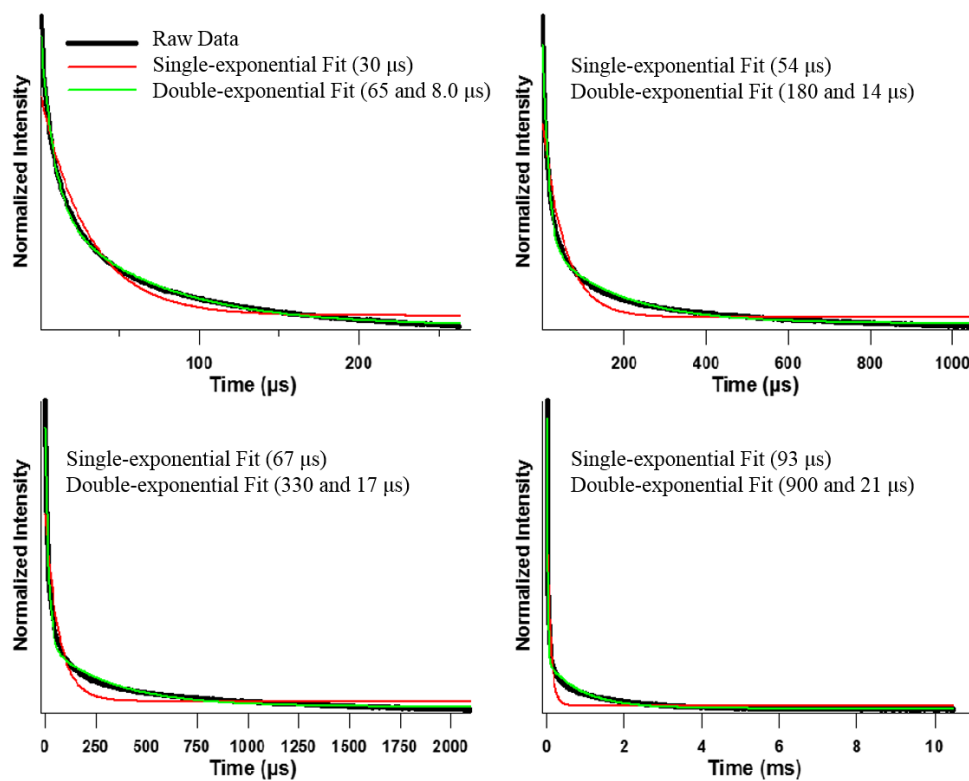 Normalized Intensity
Raw Data
Single-exponential Fit (30 μs)
Double-exponential Fit (65 and 8.0 μs)
100
200
Time (μs)
Normalized Intensity
Single-exponential Fit (54 μs)
Double-exponential Fit (180 and 14 μs)
200
400
600
800
1000
Time (μs)
Normalized Intensity
Single-exponential Fit (67 μs)
Double-exponential Fit (330 and 17 μs)
0
250
500
750
1000
1250
1500
1750
2000
Time (μs)
Normalized Intensity
Single-exponential Fit (93 μs)
Double-exponential Fit (900 and 21 μs)
0
2
4
6
8
10
Time (ms)